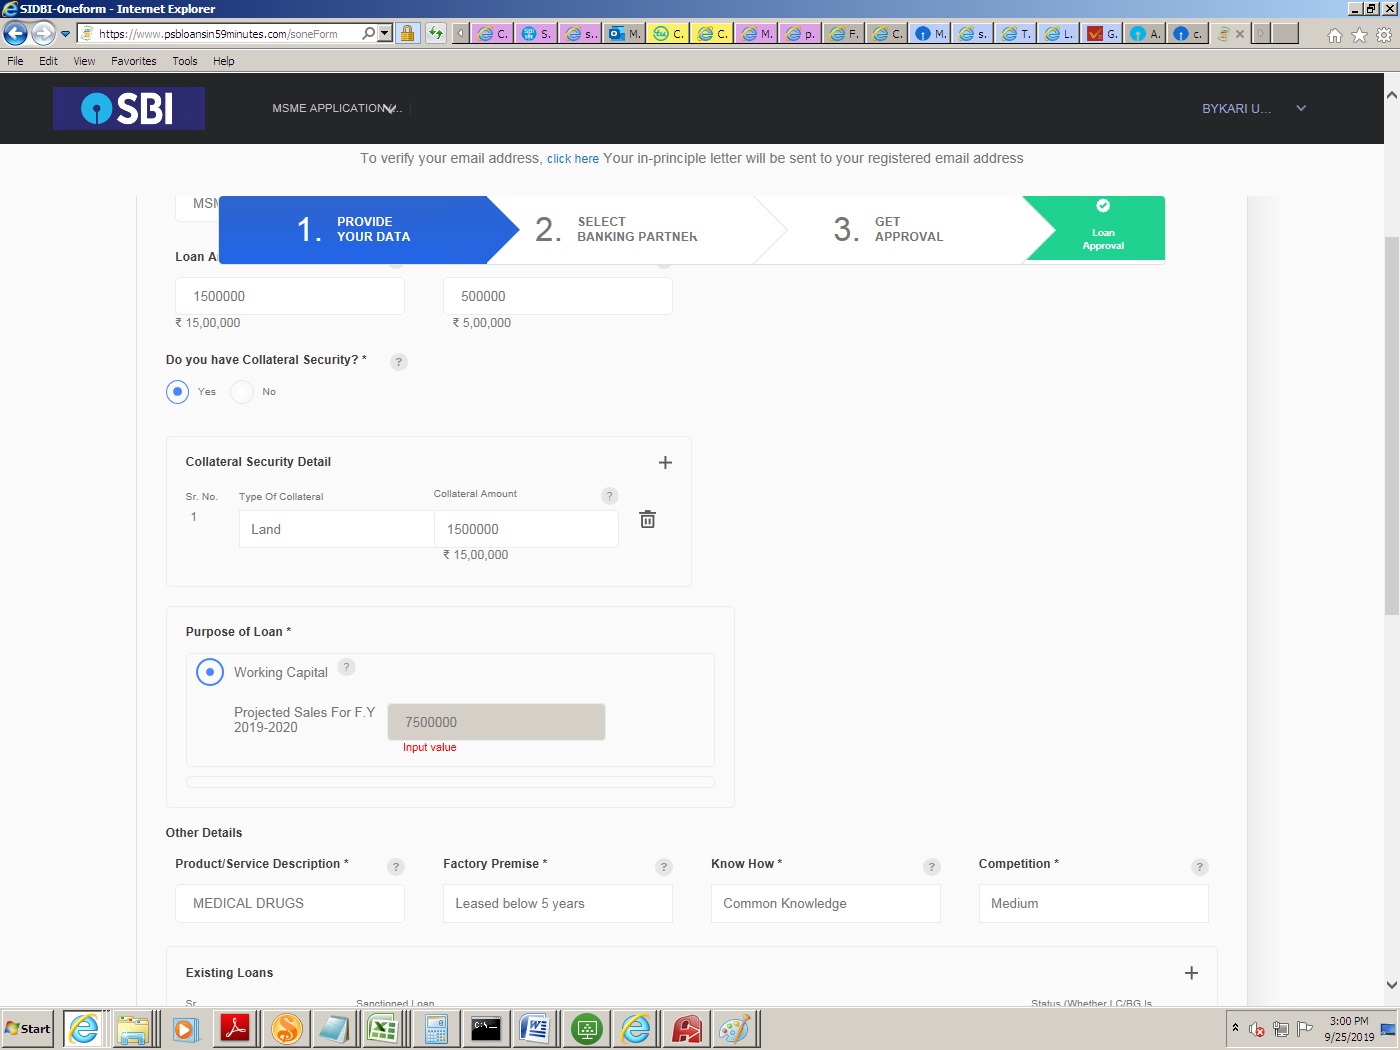 SIDBI-Oneform - Internet Explorer
https://www.psbloansin59minutes.com/soneForm
C. S. s.. M. C. C. M. p. F. C. M. s. T. L. G. A. c.
File Edit View Favorites Tools Help
SBI MSME APPLICATION... BYKARI U...
To verify your email address, click here Your in-principle letter will be sent to your registered email address
MSM
1. PROVIDE YOUR DATA
2. SELECT BANKING PARTNER
3. GET APPROVAL
Loan Approval
Loan A
1500000 500000
₹ 15,00,000 ₹ 5,00,000
Do you have Collateral Security? * ?
Yes No
Collateral Security Detail +
Sr. No. Type Of Collateral Collateral Amount ?
1 Land 1500000
₹ 15,00,000
Purpose of Loan *
Working Capital ?
Projected Sales For F.Y
2019-2020
7500000
Input value
Other Details
Product/Service Description * ? Factory Premise * ? Know How * ? Competition * ?
MEDICAL DRUGS Leased below 5 years Common Knowledge Medium
Existing Loans +
Sr. Sanctioned Loan Status (Whether LC/BG Is
Start 3:00 PM
9/25/2019